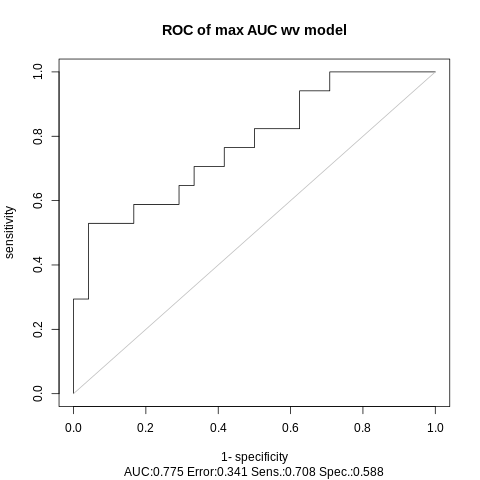 ROC of max AUC wv model
1.0
0.8
0.6
0.4
0.2
0.0
sensitivity
0.0 0.2 0.4 0.6 0.8 1.0
1- specificity
AUC:0.775 Error:0.341 Sens.:0.708 Spec.:0.588